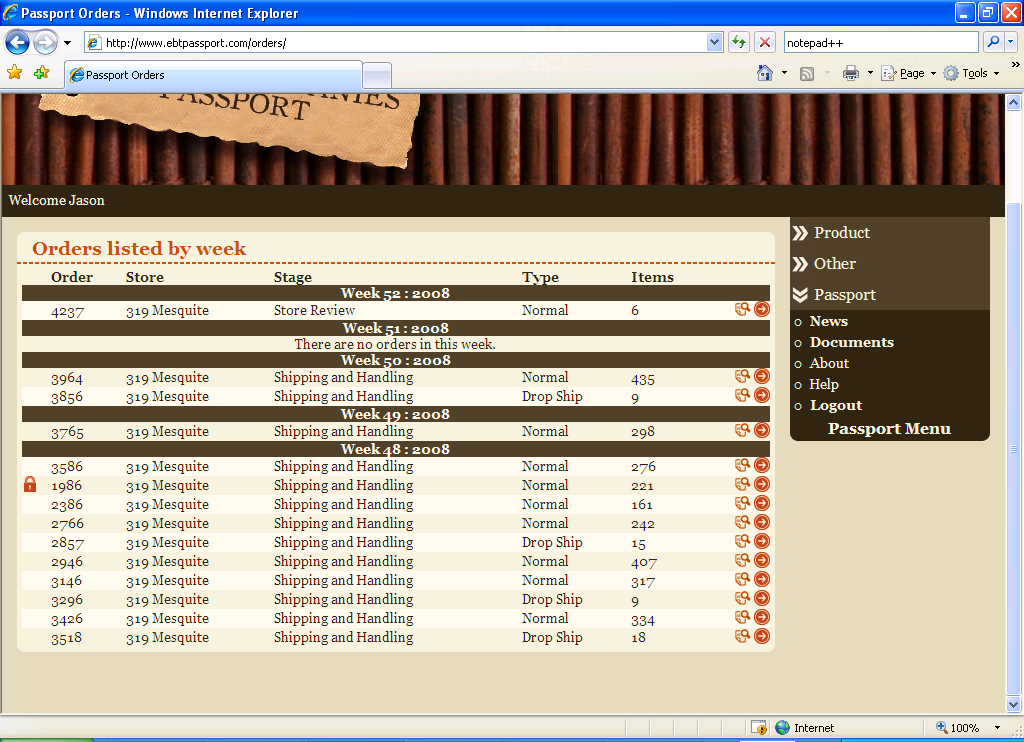 Passport Orders - Windows Internet Explorer
http://www.ebtpassport.com/orders/
notepad++
Passport Orders
Page
Tools
PASSPORT
Welcome Jason
Orders listed by week
Order Store Stage Type Items
Week 52 : 2008
4237 319 Mesquite Store Review Normal 6
Week 51 : 2008
There are no orders in this week.
Week 50 : 2008
3964 319 Mesquite Shipping and Handling Normal 435
3856 319 Mesquite Shipping and Handling Drop Ship 9
Week 49 : 2008
3765 319 Mesquite Shipping and Handling Normal 298
Week 48 : 2008
3586 319 Mesquite Shipping and Handling Normal 276
1986 319 Mesquite Shipping and Handling Normal 221
2386 319 Mesquite Shipping and Handling Normal 161
2766 319 Mesquite Shipping and Handling Normal 242
2857 319 Mesquite Shipping and Handling Drop Ship 15
2946 319 Mesquite Shipping and Handling Normal 407
3146 319 Mesquite Shipping and Handling Normal 317
3296 319 Mesquite Shipping and Handling Drop Ship 9
3426 319 Mesquite Shipping and Handling Normal 334
3518 319 Mesquite Shipping and Handling Drop Ship 18
Product
Other
Passport
News
Documents
About
Help
Logout
Passport Menu
Internet
100%